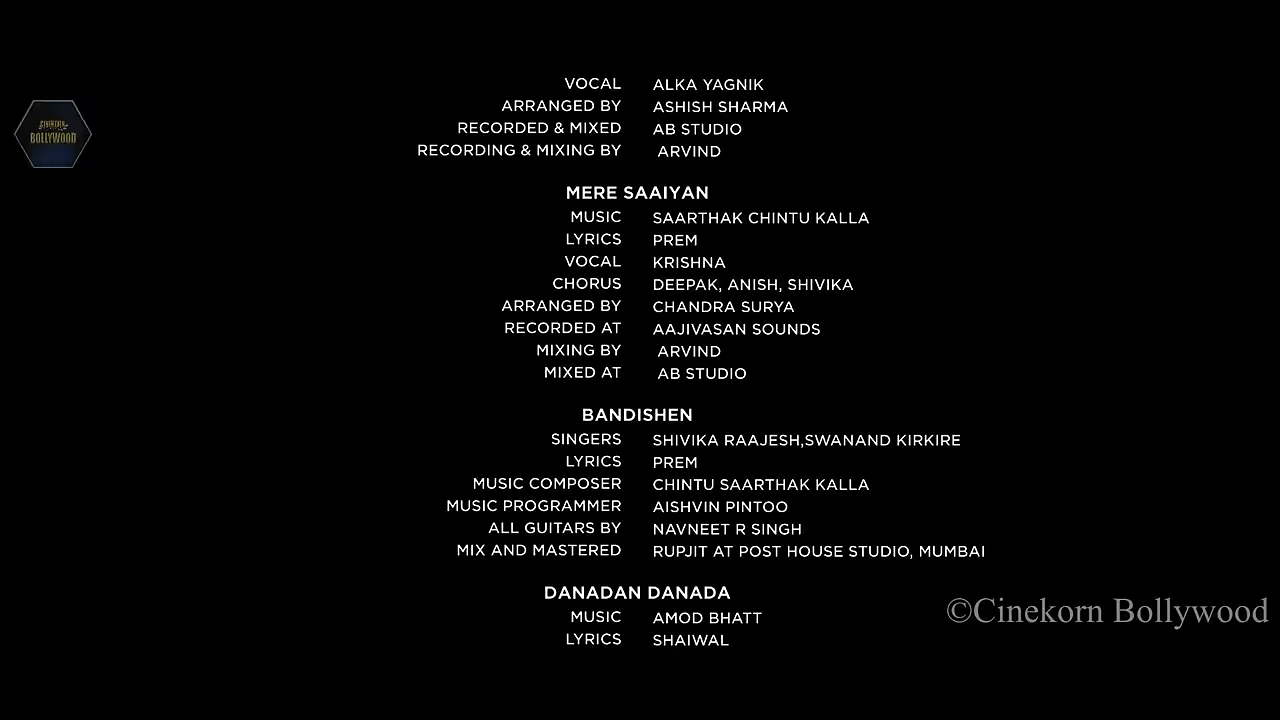 VOCAL ALKA YAGNIK
ARRANGED BY ASHISH SHARMA
RECORDED & MIXED AB STUDIO
RECORDING & MIXING BY ARVIND
MERE SAAIYAN
MUSIC SAARTHAK CHINTU KALLA
LYRICS PREM
VOCAL KRISHNA
CHORUS DEEPAK, ANISH, SHIVIKA
ARRANGED BY CHANDRA SURYA
RECORDED AT AAJIVASAN SOUNDS
MIXING BY ARVIND
MIXED AT AB STUDIO
BANDISHEN
SINGERS SHIVIKA RAAJESH,SWANAND KIRKIRE
LYRICS PREM
MUSIC COMPOSER CHINTU SAARTHAK KALLA
MUSIC PROGRAMMER AISHVIN PINTOO
ALL GUITARS BY NAVNEET R SINGH
MIX AND MASTERED RUPJIT AT POST HOUSE STUDIO, MUMBAI
DANADAN DANADA
MUSIC AMOD BHATT
LYRICS SHAIWAL
CINEKORN
BOLLYWOOD
©Cinekorn Bollywood